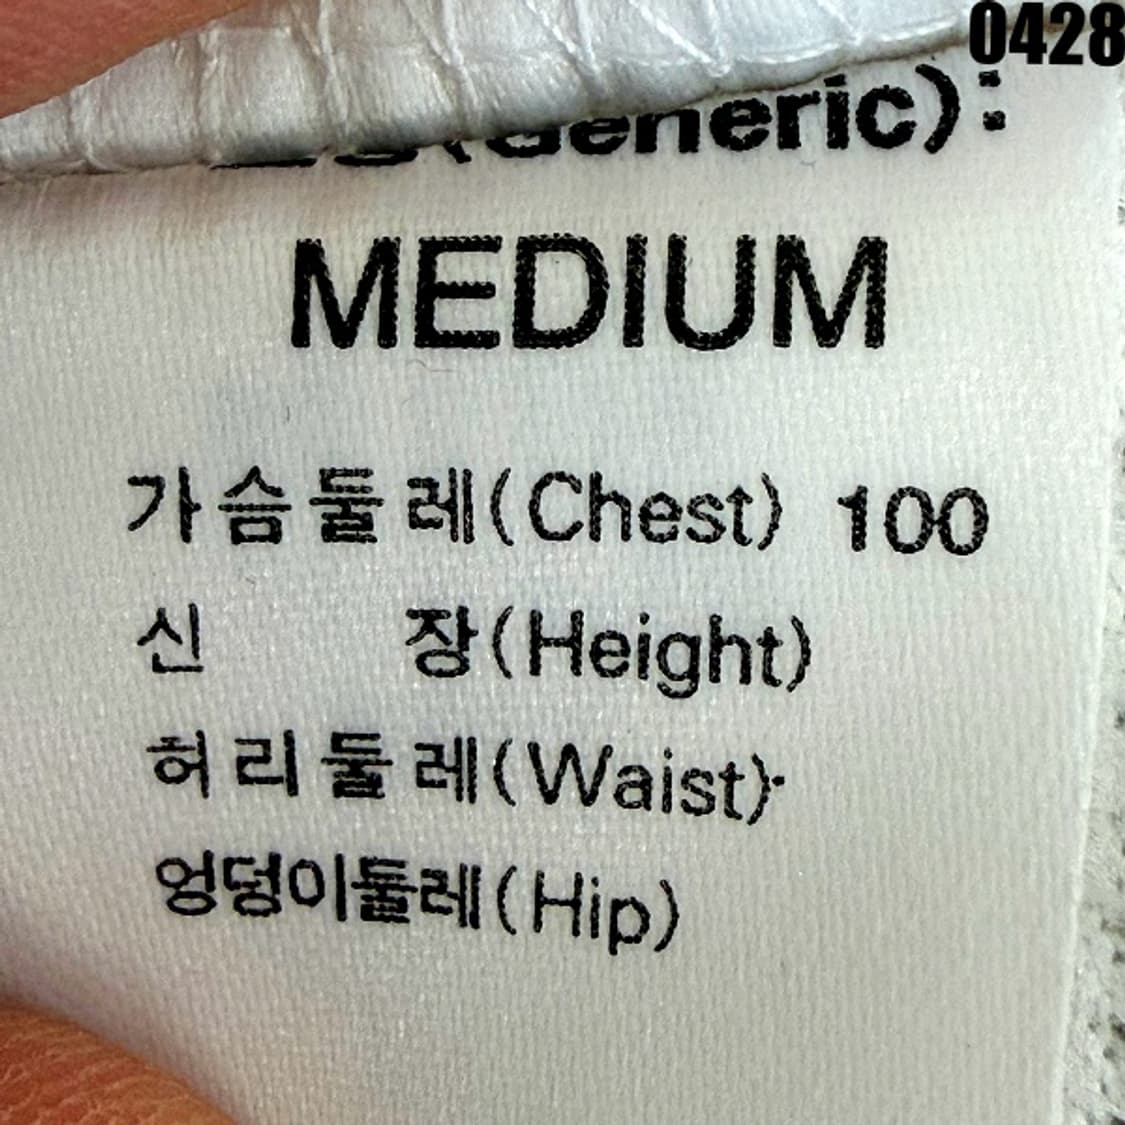 0428
(Generic):
MEDIUM
가슴둘레(Chest) 100
신 장(Height)
허리둘레(Waist)
엉덩이둘레(Hip)